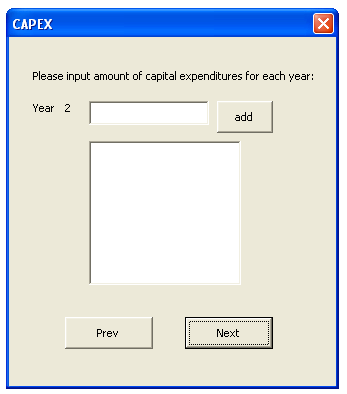 CAPEX
Please input amount of capital expenditures for each year:
Year 2 add
Prev Next